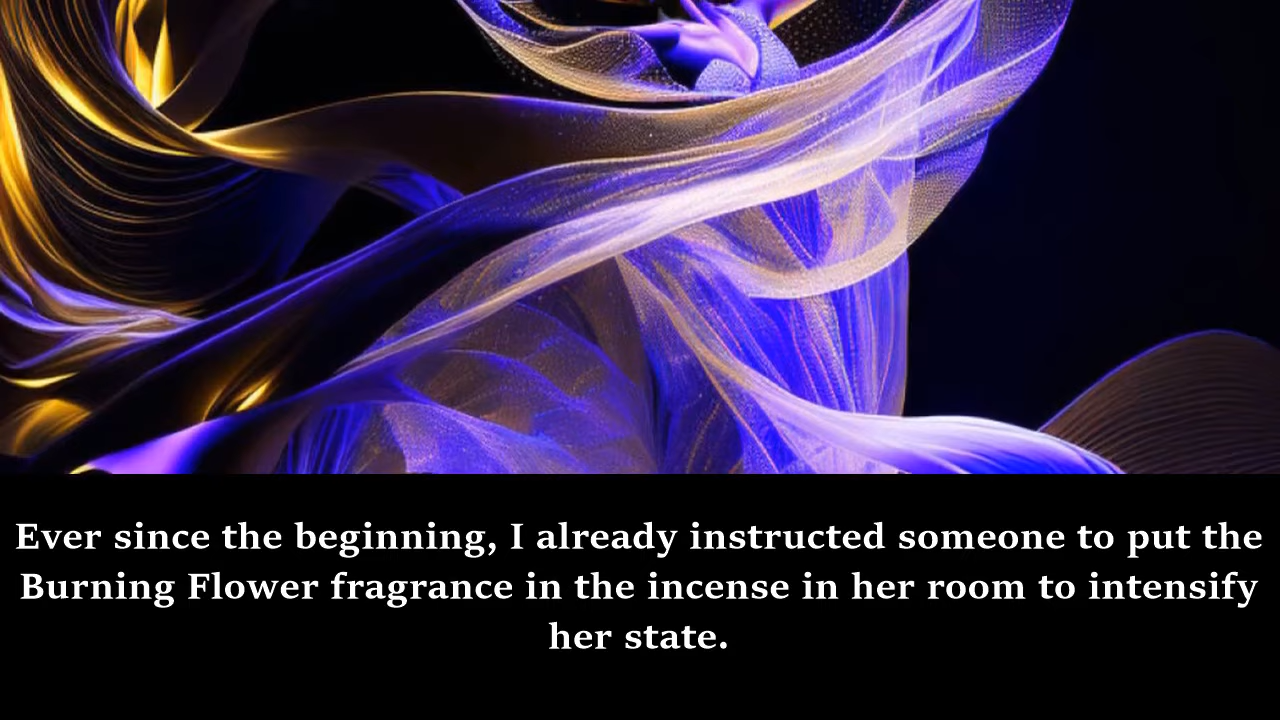 Ever since the beginning, I already instructed someone to put the
Burning Flower fragrance in the incense in her room to intensify
her state.